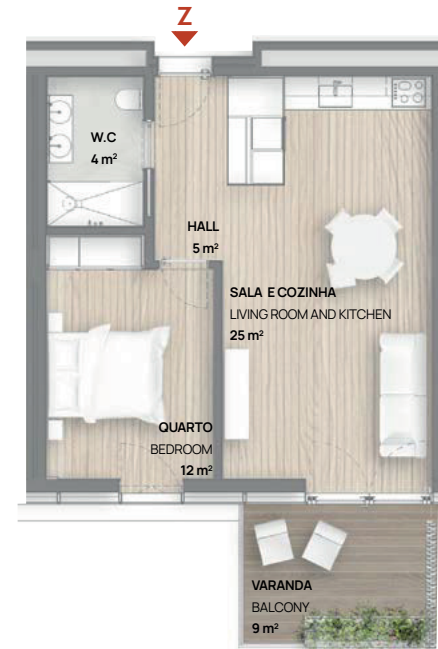 Z
W.C
4 m²
HALL
5 m²
SALA E COZINHA
LIVING ROOM AND KITCHEN
25 m²
QUARTO
BEDROOM
12 m²
VARANDA
BALCONY
9 m²